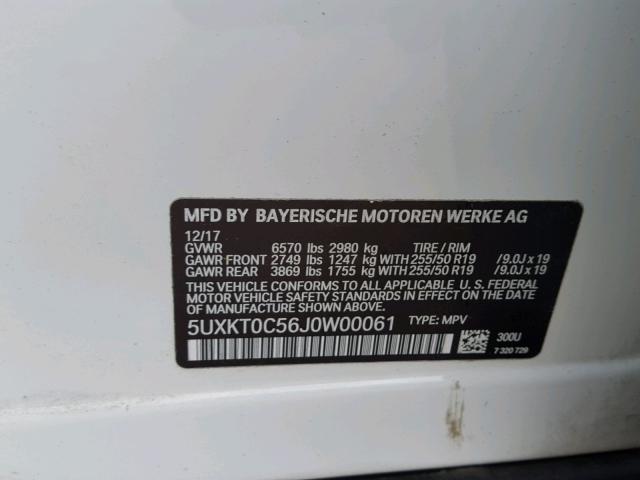 MFD BY BAYERISCHE MOTOREN WERKE AG
12/17
GVWR 6570 lbs 2980 kg TIRE / RIM
GAWR FRONT 2749 lbs 1247 kg WITH 255/50 R19 /9.0J x 19
GAWR REAR 3869 lbs 1755 kg WITH 255/50 R19 /9.0J x 19
THIS VEHICLE CONFORMS TO ALL APPLICABLE U. S. FEDERAL
MOTOR VEHICLE SAFETY STANDARDS IN EFFECT ON THE
DATE OF MANUFACTURE SHOWN ABOVE.
5UXKT0C56J0W00061 TYPE: MPV
300U
7 320 729